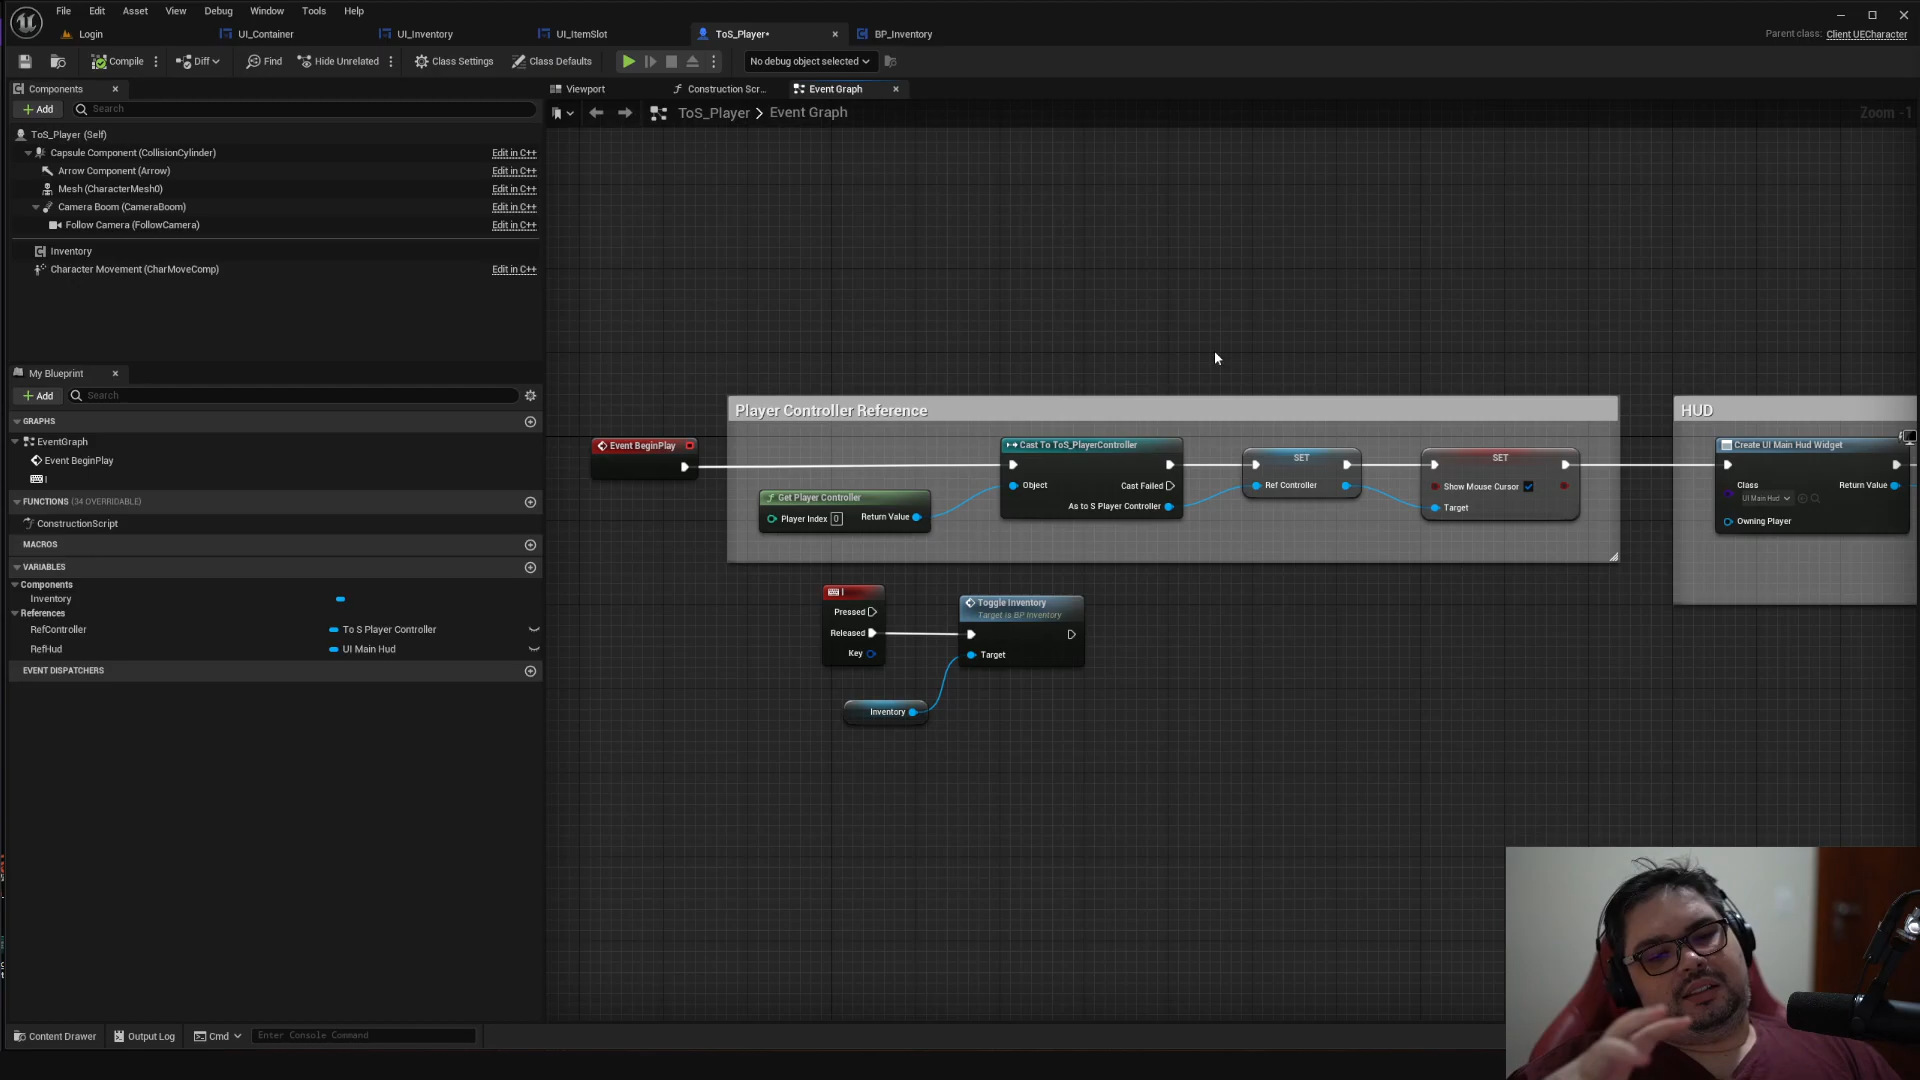 File Edit Asset View Debug Window Tools Help
Login UI_Container UI_Inventory UI_ItemSlot ToS_Player• BP_Inventory
Parent class: Client UECharacter
Compile Diff Find Hide Unrelated Class Settings Class Defaults No debug object selected
Components
Add Search
ToS_Player (Self)
Capsule Component (CollisionCylinder) Edit in C++
Arrow Component (Arrow) Edit in C++
Mesh (CharacterMesh0) Edit in C++
Camera Boom (CameraBoom) Edit in C++
Follow Camera (FollowCamera) Edit in C++
Inventory
Character Movement (CharMoveComp) Edit in C++
My Blueprint
Add Search
GRAPHS
EventGraph
Event BeginPlay
I
FUNCTIONS (34 OVERRIDABLE)
ConstructionScript
MACROS
VARIABLES
Components
Inventory
References
RefController To S Player Controller
RefHud UI Main Hud
EVENT DISPATCHERS
Viewport Construction Scr... Event Graph
ToS_Player > Event Graph
Zoom -1
Player Controller Reference
Event BeginPlay
Get Player Controller
Player Index 0 Return Value
Cast To ToS_PlayerController
Object Cast Failed
As to S Player Controller
SET
Ref Controller
SET
Show Mouse Cursor
Target
HUD
Create UI Main Hud Widget
Class Return Value
UI Main Hud
Owning Player
I
Pressed
Released
Key
Toggle Inventory
Target is BP Inventory
Target
Inventory
Content Drawer Output Log Cmd Enter Console Command